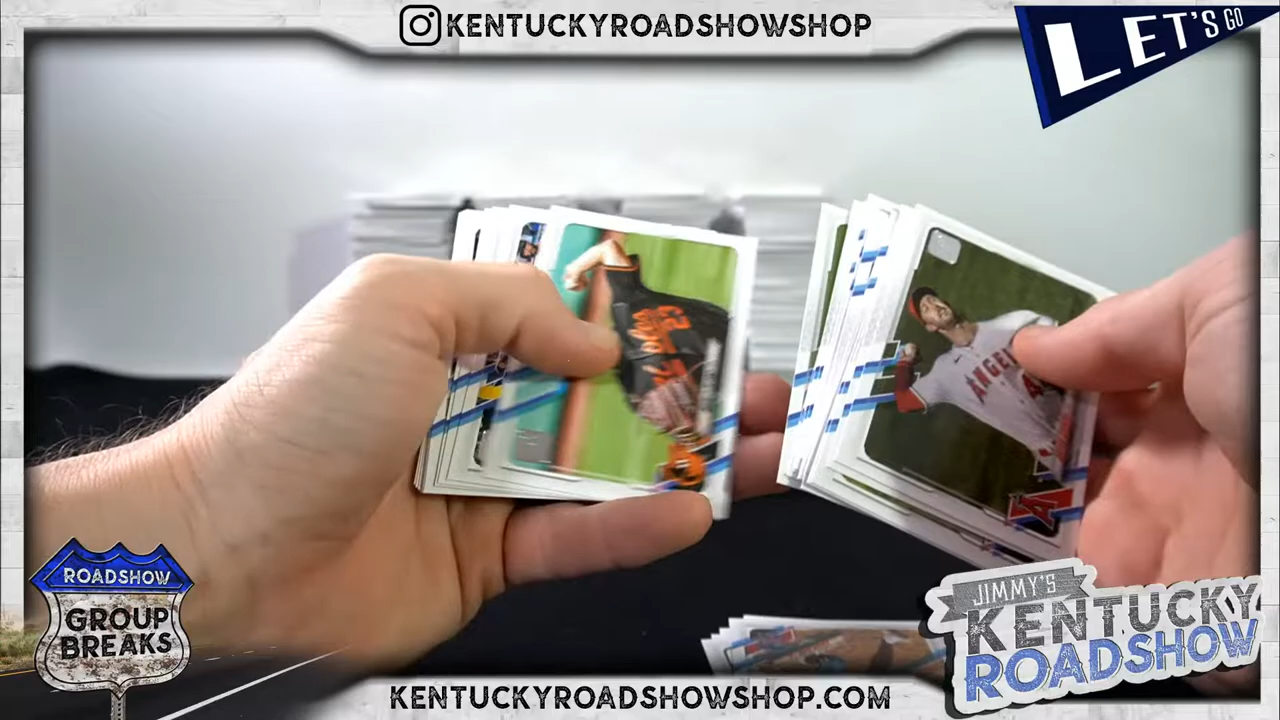 KENTUCKYROADSHOWSHOP
LET'S GO
ANGELS
A
ROADSHOW
GROUP
BREAKS
JIMMY'S
KENTUCKY
ROADSHOW
KENTUCKYROADSHOWSHOP.COM